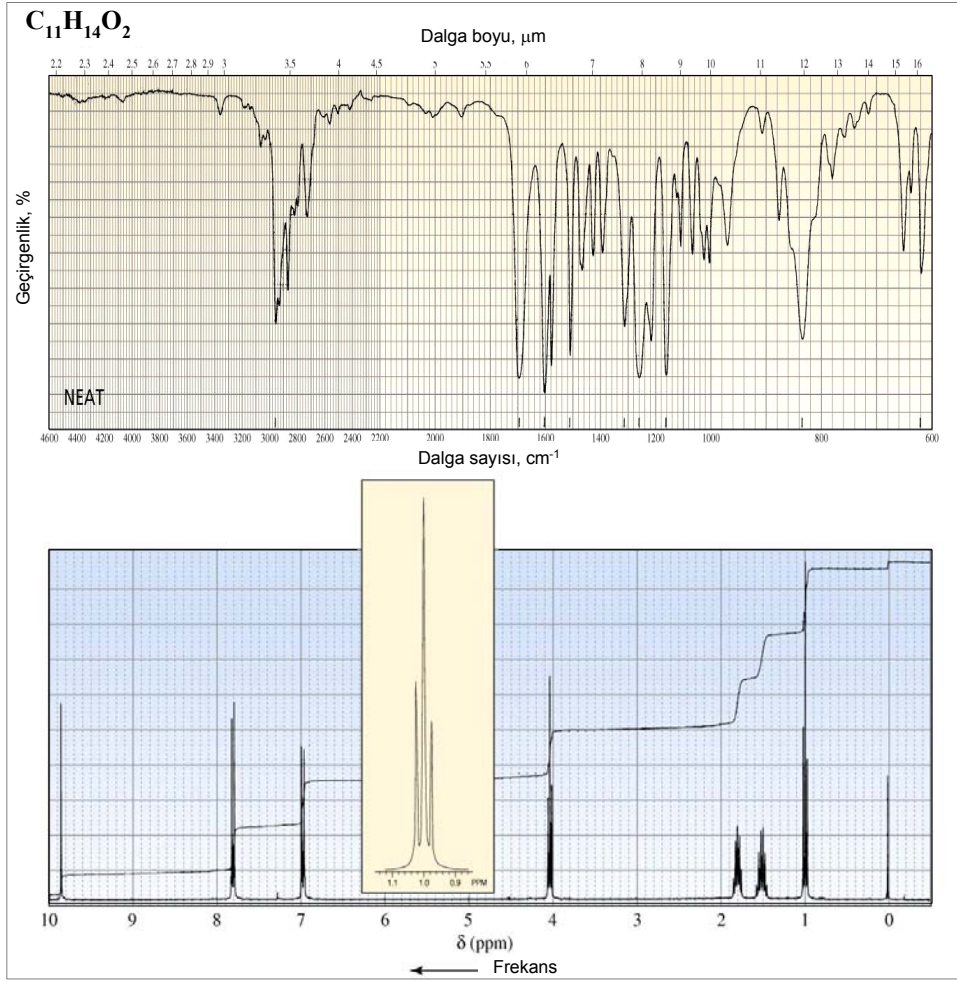 C₁₁H₁₄O₂
Dalga boyu, µm
2.2 2.3 2.4 2.5 2.6 2.7 2.8 2.9 3 3.5 4 4.5 5 5.5 6 7 8 9 10 11 12 13 14 15 16
Geçirgenlik, %
NEAT
4600 4400 4200 4000 3800 3600 3400 3200 3000 2800 2600 2400 2200 2000 1800 1600 1400 1200 1000 800 600
Dalga sayısı, cm⁻¹
1.1 1.0 0.9 PPM
10 9 8 7 6 5 4 3 2 1 0
δ (ppm)
Frekans